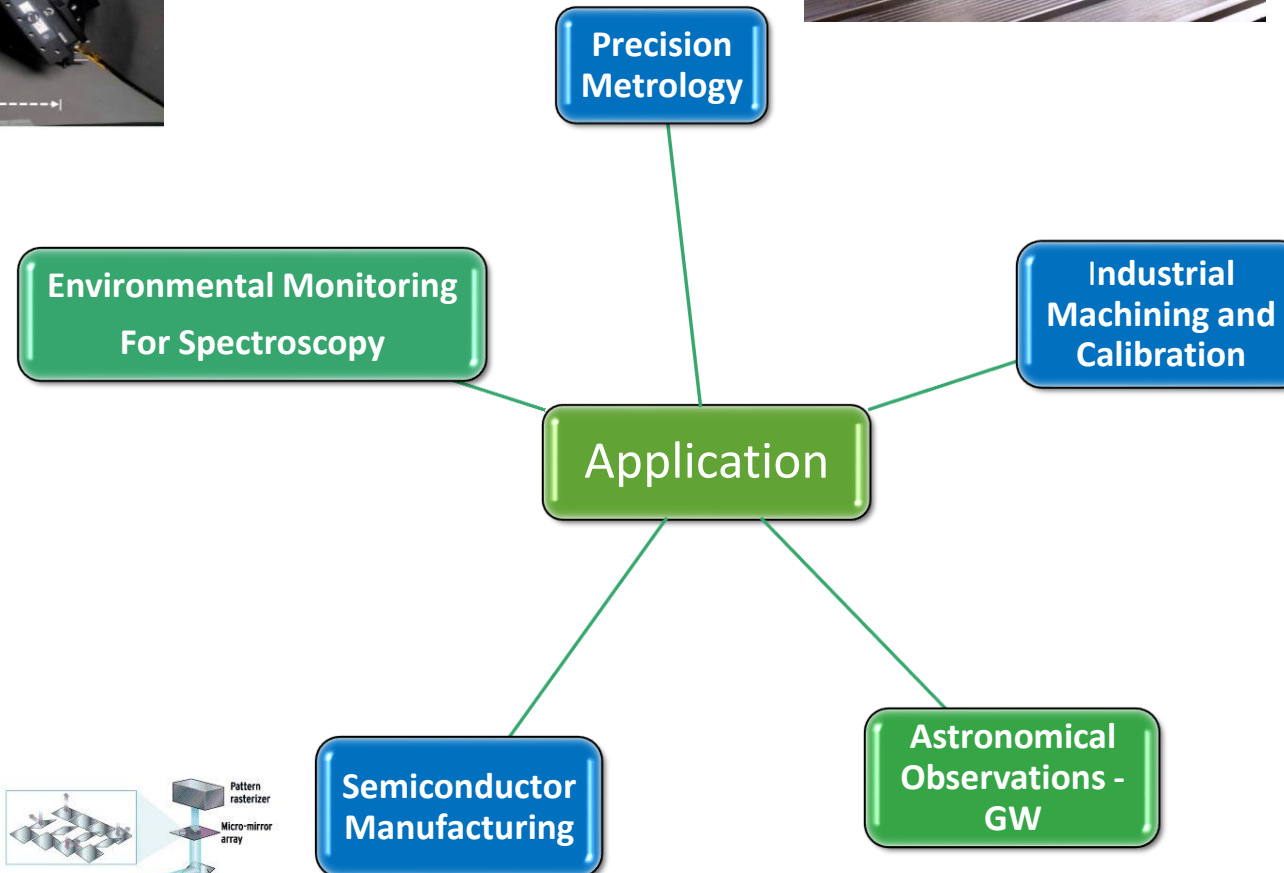 Precision
Metrology
Environmental Monitoring
For Spectroscopy
Industrial
Machining and
Calibration
Application
Semiconductor
Manufacturing
Astronomical
Observations -
GW
Pattern
rasterizer
Micro-mirror
array